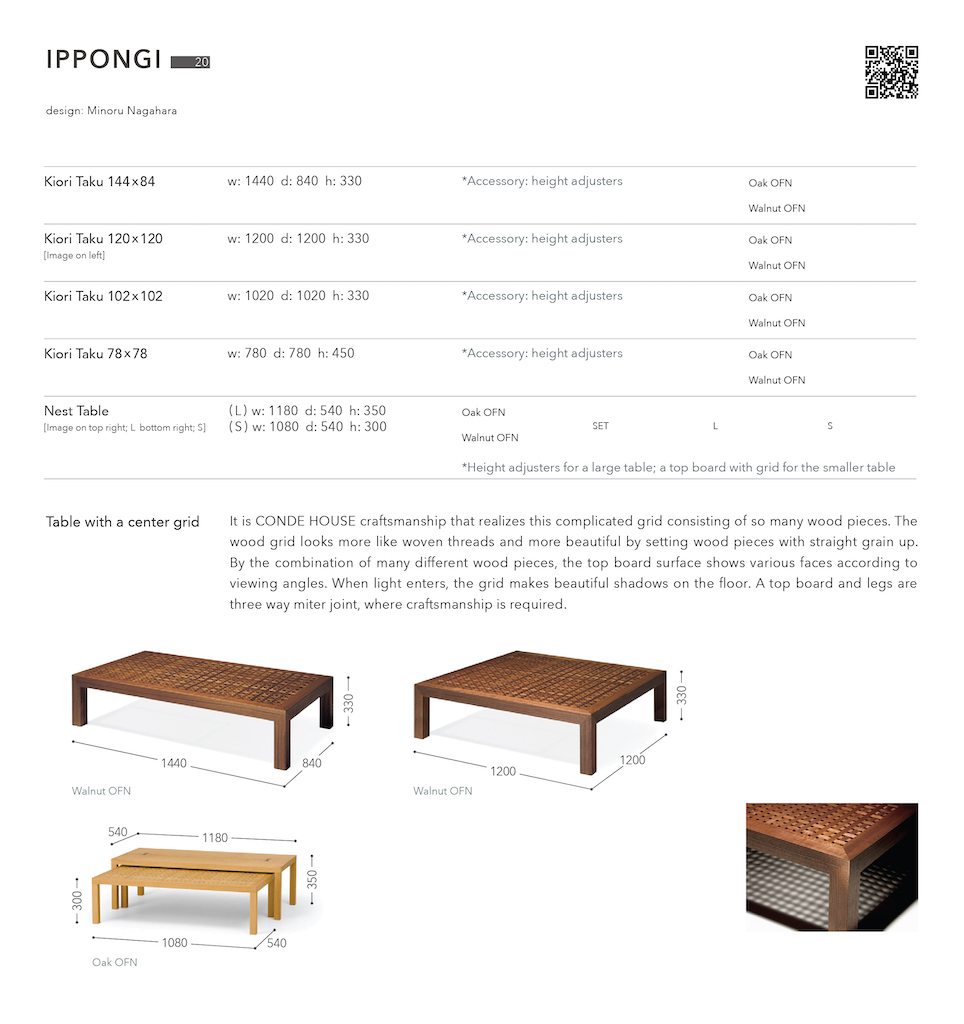 IPPONGI 20
design: Minoru Nagahara
Kiori Taku 144×84 w: 1440 d: 840 h: 330 *Accessory: height adjusters Oak OFN
Walnut OFN
Kiori Taku 120×120 w: 1200 d: 1200 h: 330 *Accessory: height adjusters Oak OFN
[Image on left]
Walnut OFN
Kiori Taku 102×102 w: 1020 d: 1020 h: 330 *Accessory: height adjusters Oak OFN
Walnut OFN
Kiori Taku 78×78 w: 780 d: 780 h: 450 *Accessory: height adjusters Oak OFN
Walnut OFN
Nest Table (L) w: 1180 d: 540 h: 350 Oak OFN
[Image on top right; L bottom right; S] (S) w: 1080 d: 540 h: 300 SET L S
Walnut OFN
*Height adjusters for a large table; a top board with grid for the smaller table
Table with a center grid It is CONDE HOUSE craftsmanship that realizes this complicated grid consisting of so many wood pieces. The
wood grid looks more like woven threads and more beautiful by setting wood pieces with straight grain up.
By the combination of many different wood pieces, the top board surface shows various faces according to
viewing angles. When light enters, the grid makes beautiful shadows on the floor. A top board and legs are
three way miter joint, where craftsmanship is required.
330
1440
840
Walnut OFN
330
1200
1200
Walnut OFN
540
1180
350
300
1080
540
Oak OFN